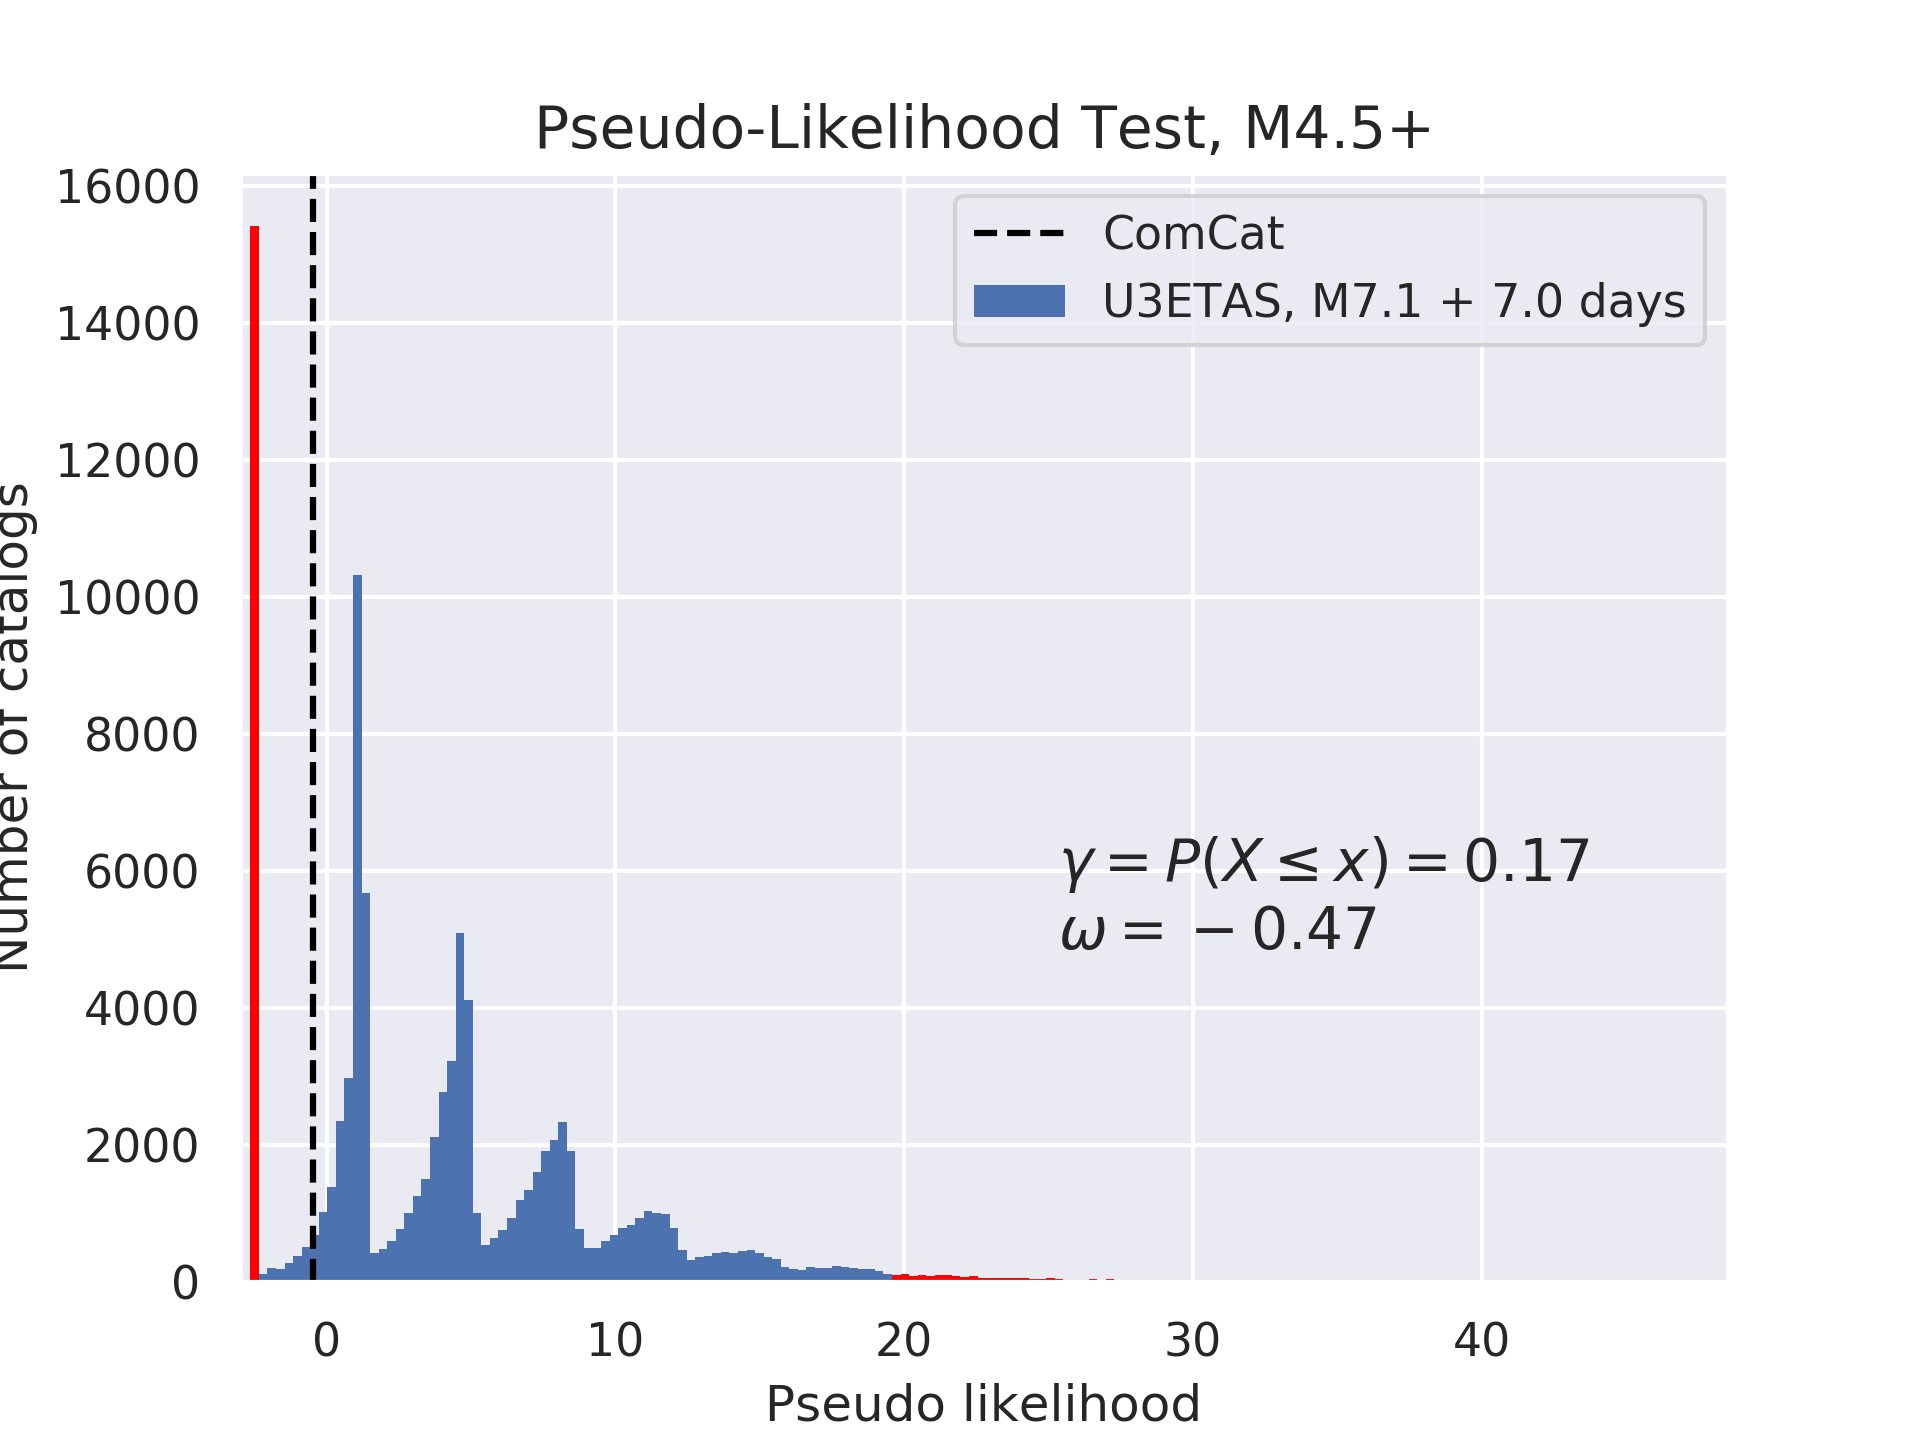 Pseudo-Likelihood Test, M4.5+
ComCat
U3ETAS, M7.1 + 7.0 days
16000
14000
12000
10000
8000
6000
4000
2000
0
Number of catalogs
γ = P(X ≤ x) = 0.17
ω = − 0.47
0 10 20 30 40
Pseudo likelihood